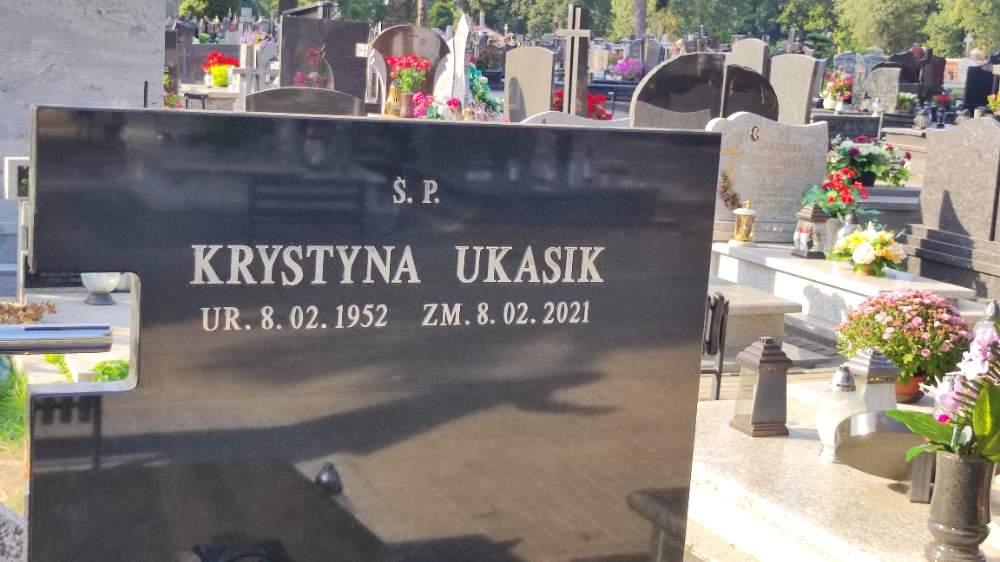 Ś. P.
KRYSTYNA UKASIK
UR. 8. 02. 1952 ZM. 8. 02. 2021